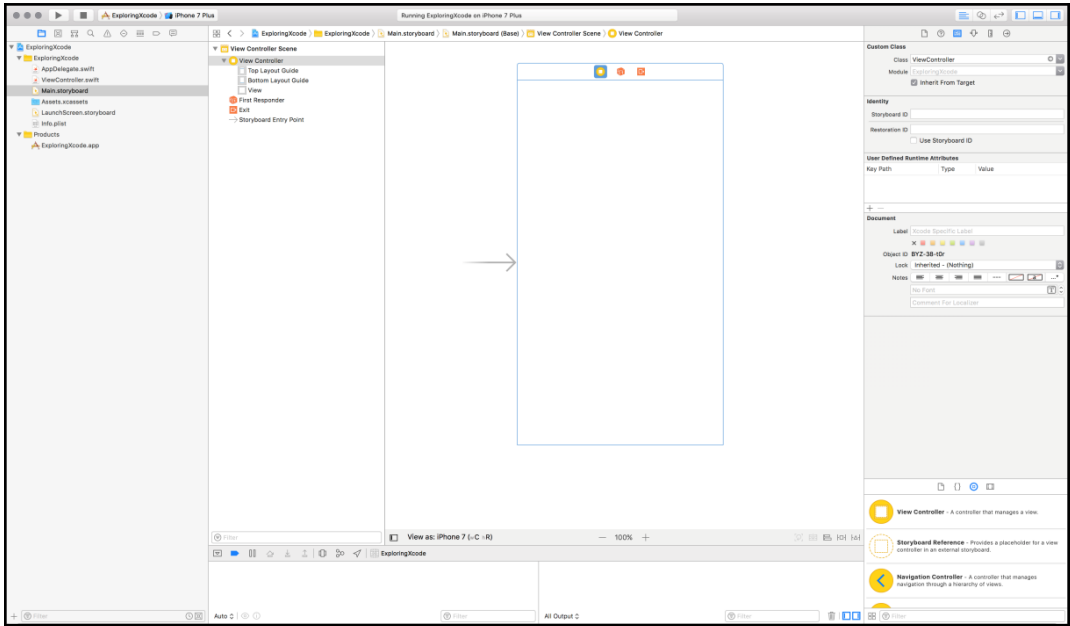 ExploringXcode 〉 iPhone 7 Plus
Running ExploringXcode on iPhone 7 Plus
ExploringXcode
ExploringXcode
AppDelegate.swift
ViewController.swift
Main.storyboard
Assets.xcassets
LaunchScreen.storyboard
Info.plist
Products
ExploringXcode.app
Filter
ExploringXcode 〉 ExploringXcode 〉 Main.storyboard 〉 Main.storyboard (Base) 〉 View Controller Scene 〉 View Controller
View Controller Scene
View Controller
Top Layout Guide
Bottom Layout Guide
View
First Responder
Exit
Storyboard Entry Point
Filter
View as: iPhone 7 (wC hR)
100%
ExploringXcode
Auto
Filter
All Output
Filter
Custom Class
Class ViewController
Module ExploringXcode
Inherit From Target
Identity
Storyboard ID
Restoration ID
Use Storyboard ID
User Defined Runtime Attributes
Key Path Type Value
Document
Label Xcode Specific Label
Object ID BYZ-38-t0r
Lock Inherited - (Nothing)
Notes
No Font
Comment For Localizer
View Controller - A controller that manages a view.
Storyboard Reference - Provides a placeholder for a view
controller in an external storyboard.
Navigation Controller - A controller that manages
navigation through a hierarchy of views.
Filter